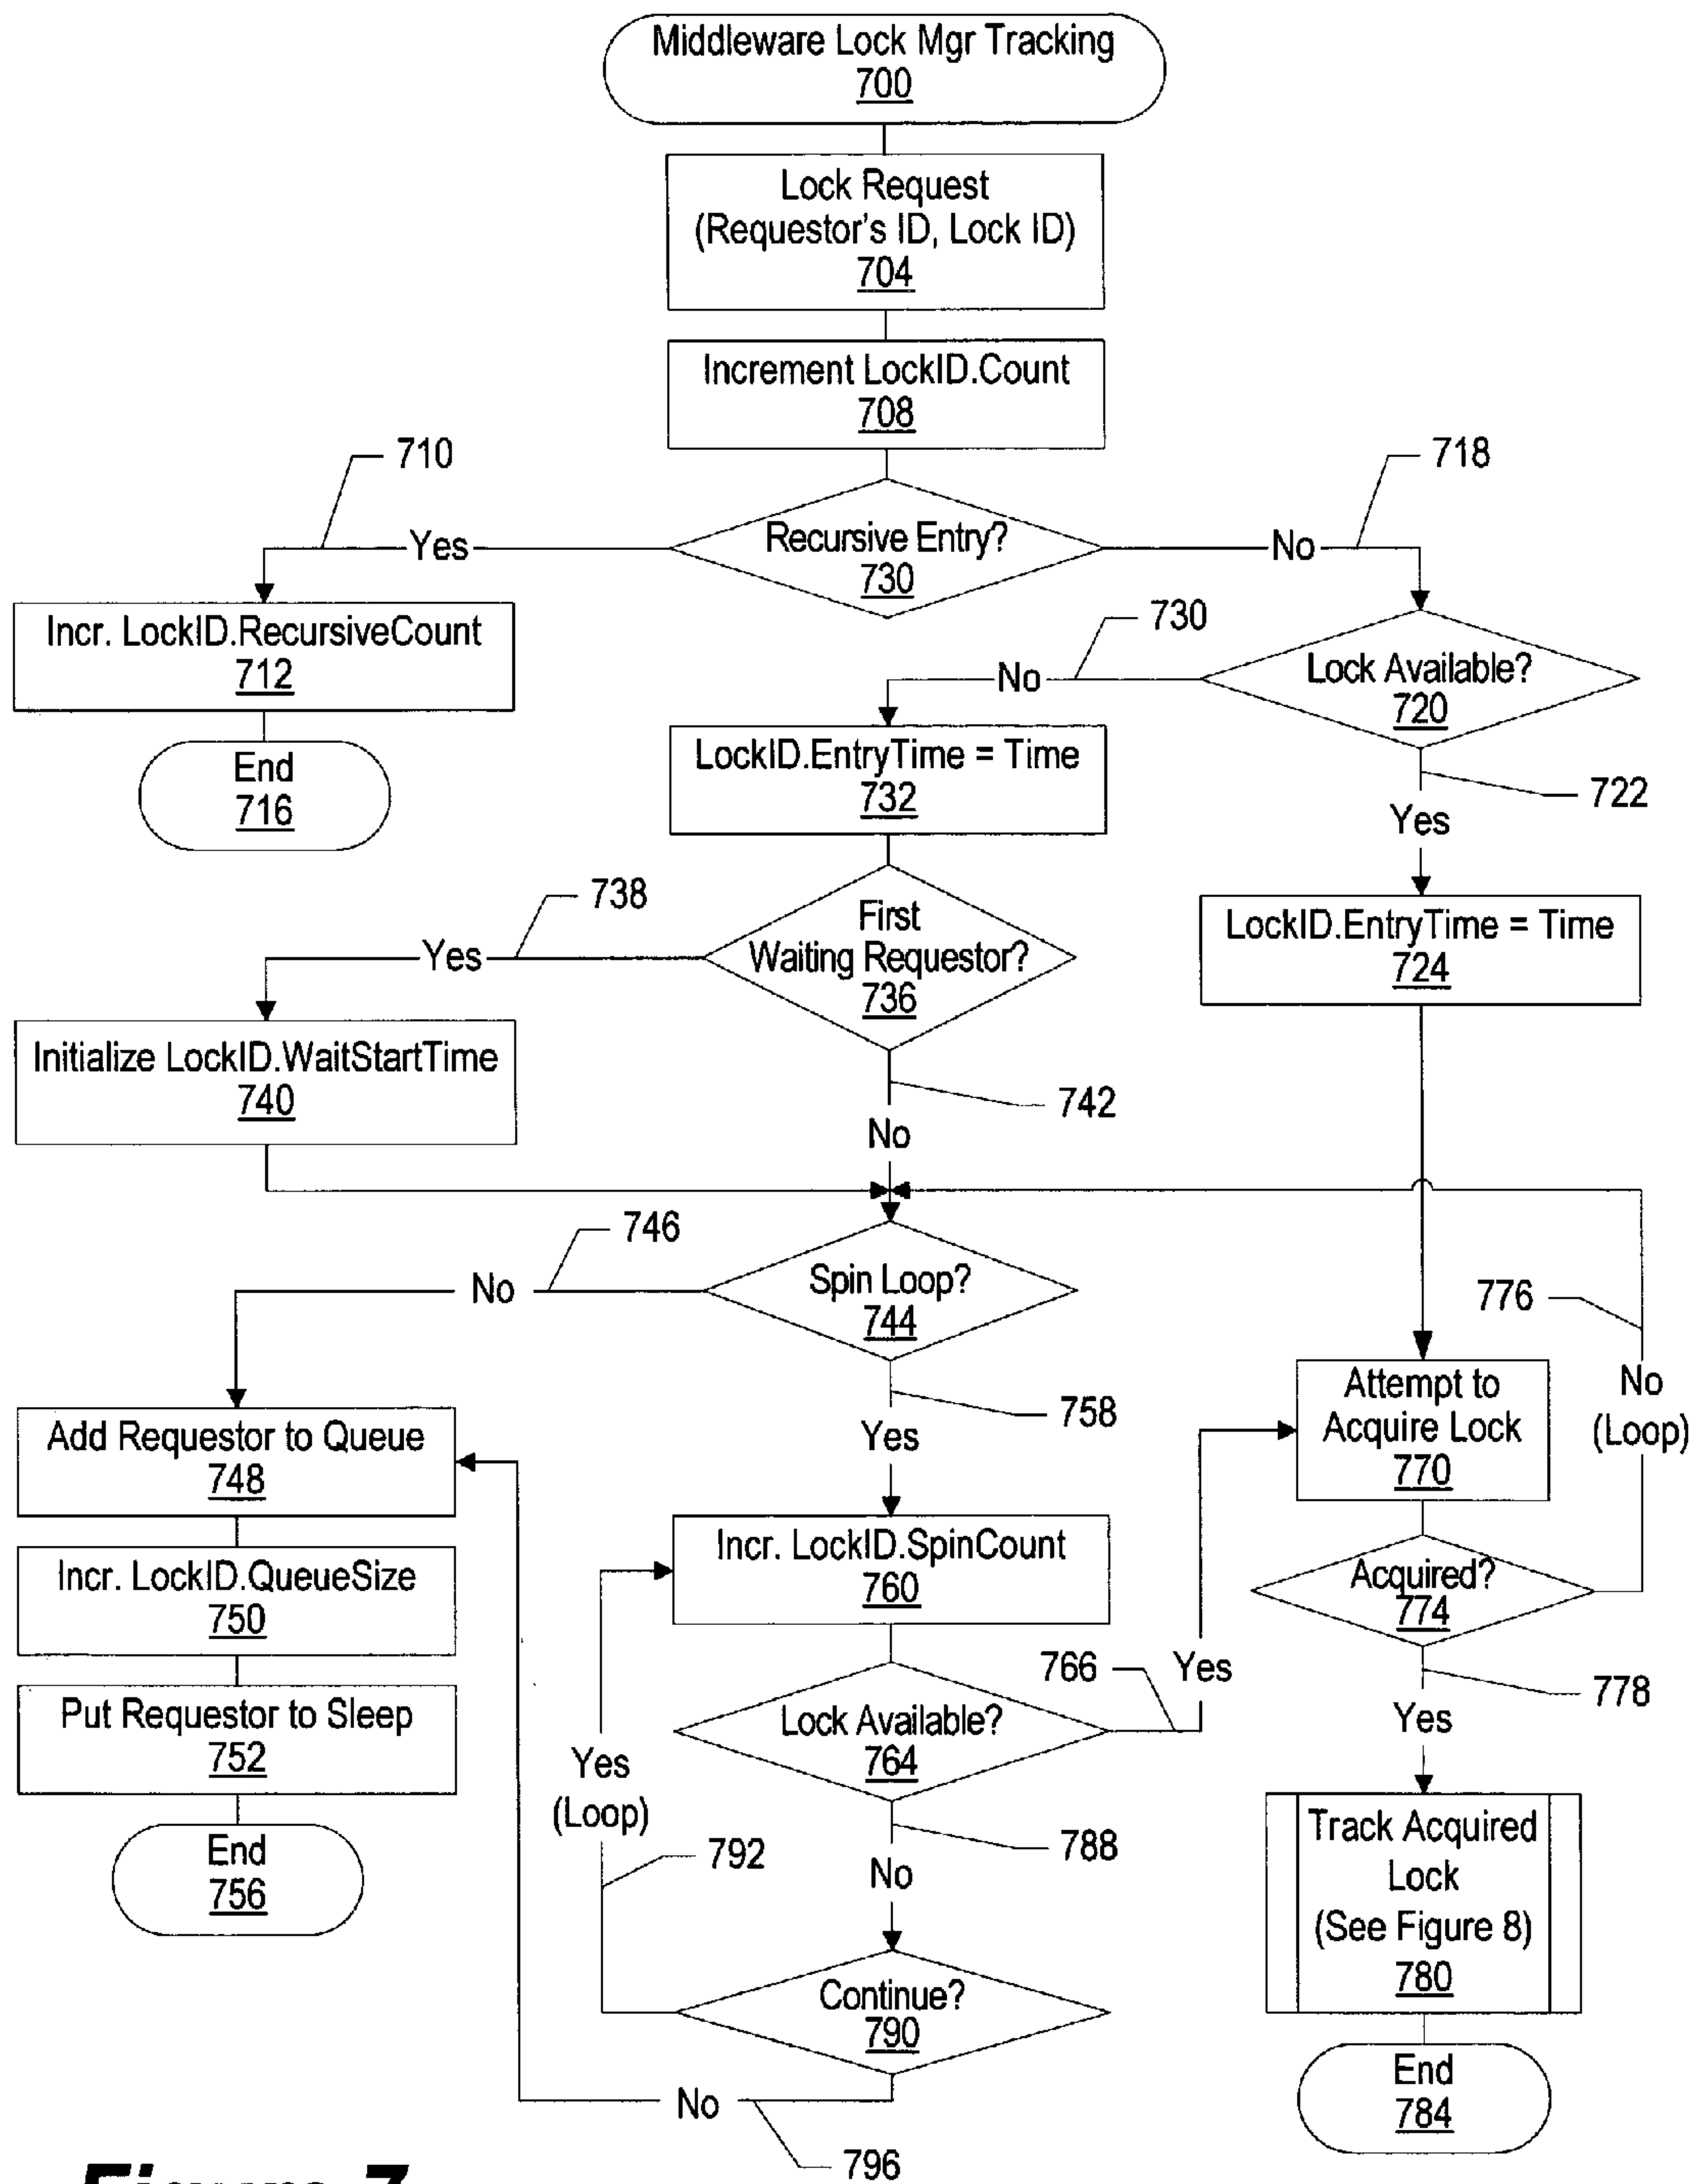 Middleware Lock Mgr Tracking
700
Lock Request
(Requestor's ID, Lock ID)
704
Increment LockID.Count
708
710
718
Yes
Recursive Entry?
730
No
Incr. LockID.RecursiveCount
712
End
716
730
No
Lock Available?
720
722
Yes
LockID.EntryTime = Time
732
738
Yes
First
Waiting Requestor?
736
LockID.EntryTime = Time
724
Initialize LockID.WaitStartTime
740
742
No
746
No
Spin Loop?
744
776
No
(Loop)
758
Yes
Attempt to
Acquire Lock
770
Add Requestor to Queue
748
Incr. LockID.QueueSize
750
Put Requestor to Sleep
752
End
756
Incr. LockID.SpinCount
760
Acquired?
774
766
Yes
Lock Available?
764
778
Yes
Yes
(Loop)
792
788
No
Track Acquired
Lock
(See Figure 8)
780
Continue?
790
End
784
No
796
Figure 7